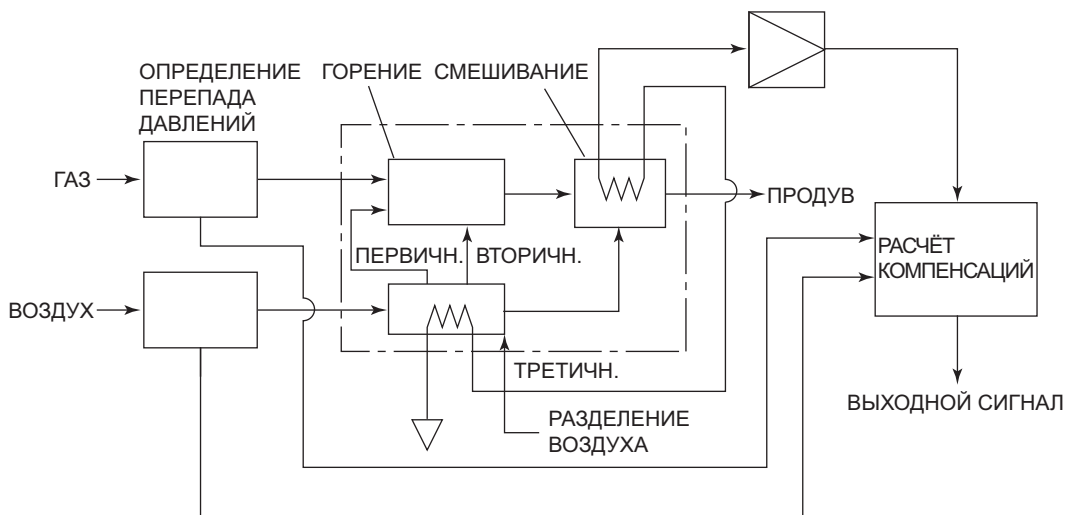 ОПРЕДЕЛЕНИЕ
ПЕРЕПАДА
ДАВЛЕНИЙ
ГОРЕНИЕ
СМЕШИВАНИЕ
ГАЗ
ПРОДУВ
ПЕРВИЧН.
ВТОРИЧН.
РАСЧЁТ
КОМПЕНСАЦИЙ
ВОЗДУХ
ТРЕТИЧН.
ВЫХОДНОЙ СИГНАЛ
РАЗДЕЛЕНИЕ
ВОЗДУХА